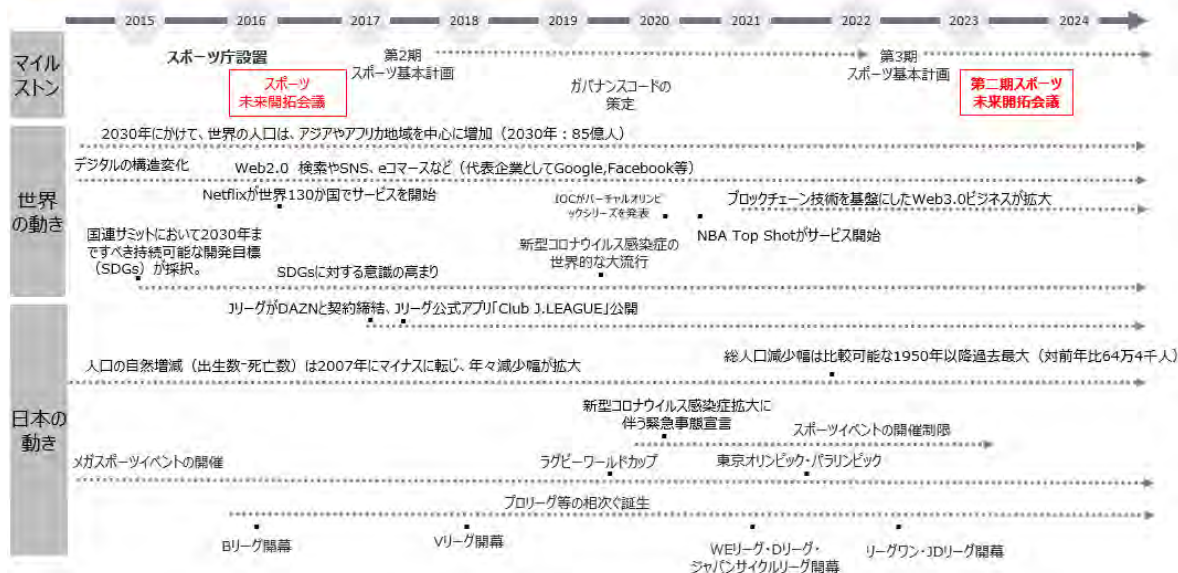 2015 2016 2017 2018 2019 2020 2021 2022 2023 2024
マイル
ストン
スポーツ庁設置
スポーツ
未来開拓会議
第2期
スポーツ基本計画
ガバナンスコードの
策定
第3期
スポーツ基本計画
第二期スポーツ
未来開拓会議
世界
の動き
2030年にかけて、世界の人口は、アジアやアフリカ地域を中心に増加（2030年：85億人）
デジタルの構造変化
Web2.0 検索やSNS、eコマースなど（代表企業としてGoogle,Facebook等）
Netflixが世界130か国でサービスを開始
IOCがバーチャルオリンピ
ックシリーズを発表
ブロックチェーン技術を基盤にしたWeb3.0ビジネスが拡大
NBA Top Shotがサービス開始
国連サミットにおいて2030年ま
ですべき持続可能な開発目標
（SDGs）が採択。
SDGsに対する意識の高まり
新型コロナウイルス感染症の
世界的な大流行
日本の
動き
JリーグがDAZNと契約締結、Jリーグ公式アプリ「Club J.LEAGUE」公開
人口の自然増減（出生数-死亡数）は2007年にマイナスに転じ、年々減少幅が拡大
総人口減少幅は比較可能な1950年以降過去最大（対前年比64万4千人）
新型コロナウイルス感染症拡大に
伴う緊急事態宣言
スポーツイベントの開催制限
メガスポーツイベントの開催
ラグビーワールドカップ
東京オリンピック・パラリンピック
プロリーグ等の相次ぐ誕生
Bリーグ開幕
Vリーグ開幕
WEリーグ・Dリーグ・
ジャパンサイクルリーグ開幕
リーグワン・JDリーグ開幕